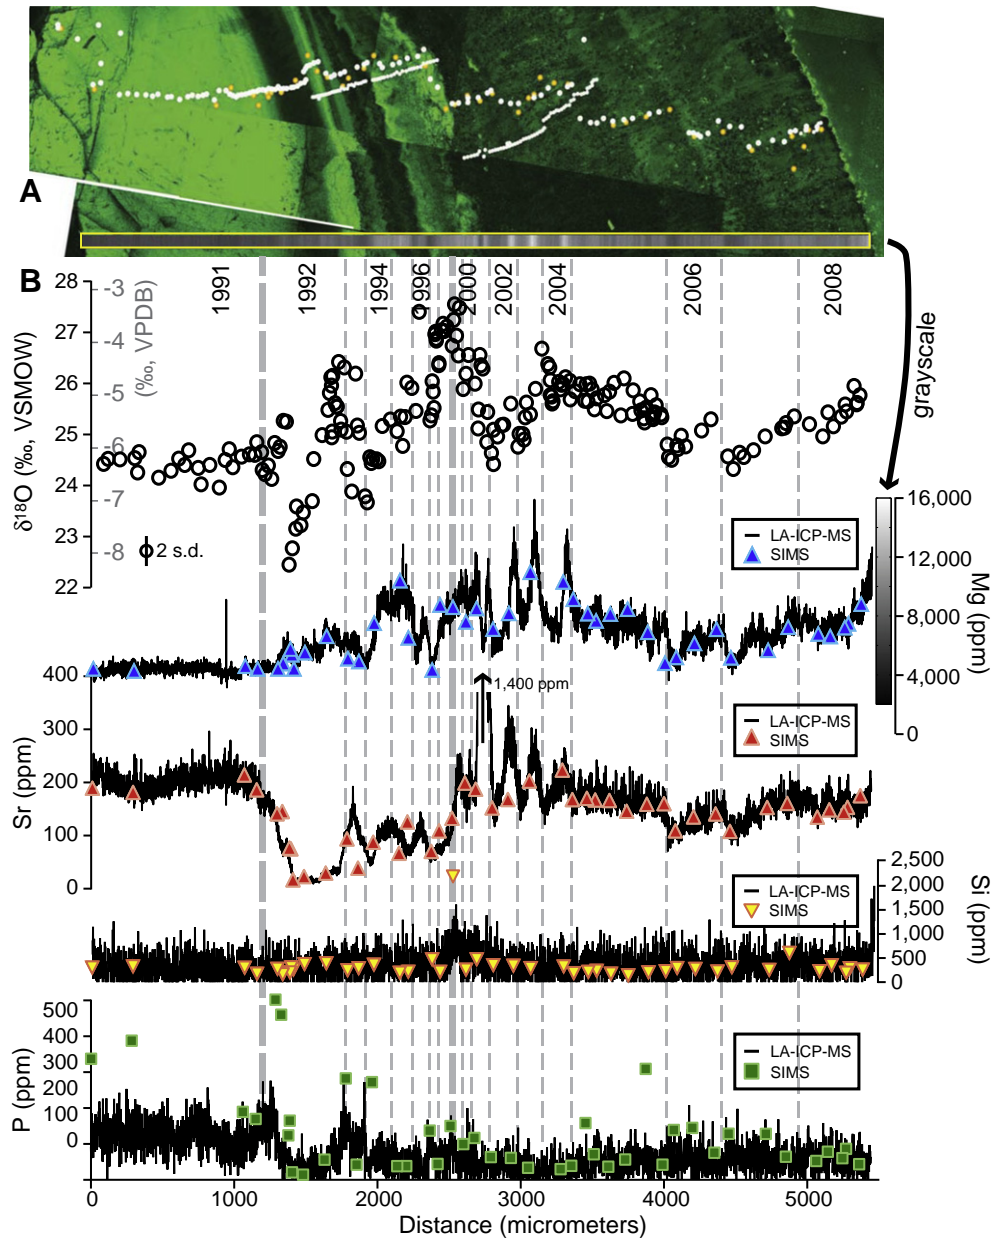 A
B
1991
1992
1994
1996
2000
2002
2004
2006
2008
grayscale
28
27
26
25
24
23
22
δ18O (‰, VSMOW)
-3
-4
-5
-6
-7
-8
(‰, VPDB)
2 s.d.
LA-ICP-MS
SIMS
16,000
12,000
8,000
4,000
0
Mg (ppm)
400
300
200
100
0
Sr (ppm)
1,400 ppm
LA-ICP-MS
SIMS
2,500
2,000
1,500
1,000
500
0
Si (ppm)
LA-ICP-MS
SIMS
500
400
300
200
100
0
P (ppm)
LA-ICP-MS
SIMS
0
1000
2000
3000
4000
5000
Distance (micrometers)